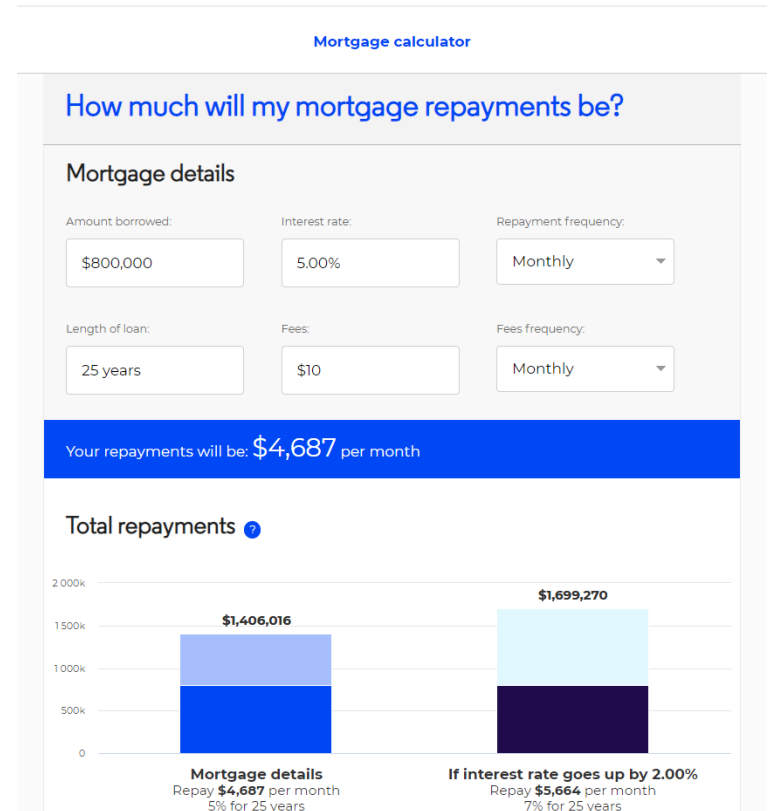 Mortgage calculator
How much will my mortgage repayments be?
Mortgage details
Amount borrowed: Interest rate: Repayment frequency:
$800,000 5.00% Monthly
Length of loan: Fees: Fees frequency:
25 years $10 Monthly
Your repayments will be: $4,687 per month
Total repayments ?
2 000k
$1,699,270
$1,406,016
1 500k
1 000k
500k
0
Mortgage details If interest rate goes up by 2.00%
Repay $4,687 per month Repay $5,664 per month
5% for 25 years 7% for 25 years